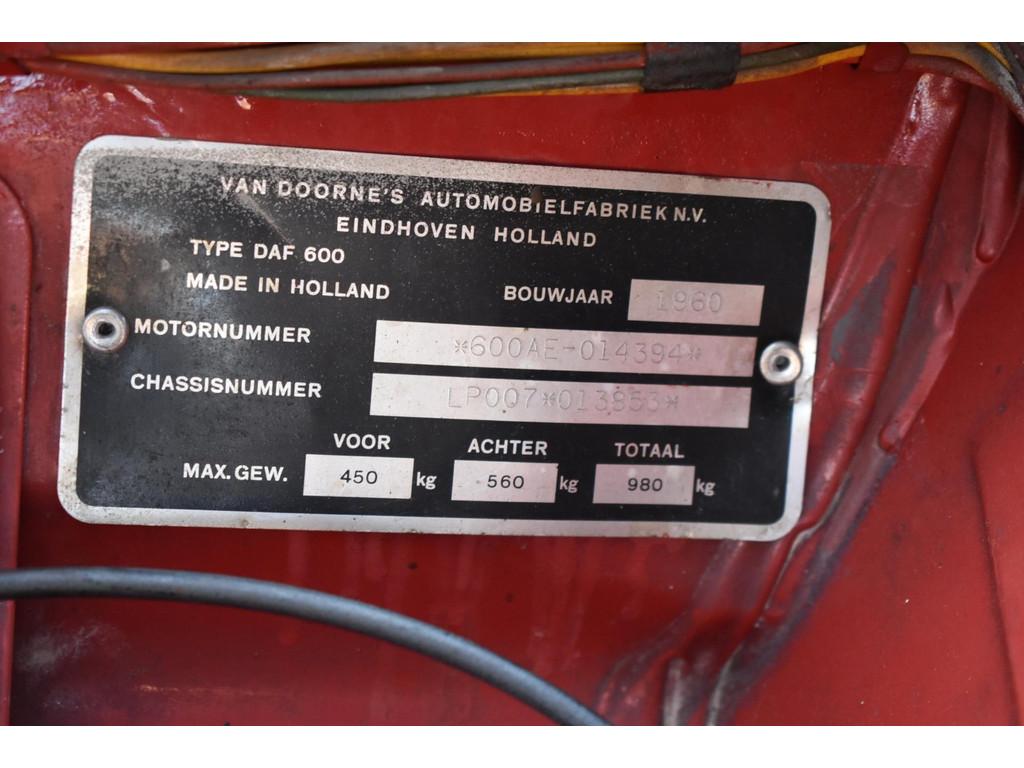 VAN DOORNE'S AUTOMOBIELFABRIEK N.V.
EINDHOVEN HOLLAND
TYPE DAF 600
MADE IN HOLLAND BOUWJAAR 1960
MOTORNUMMER *600AE-014394*
CHASSISNUMMER LP007*013853*
VOOR ACHTER TOTAAL
MAX. GEW. 450 kg 560 kg 980 kg